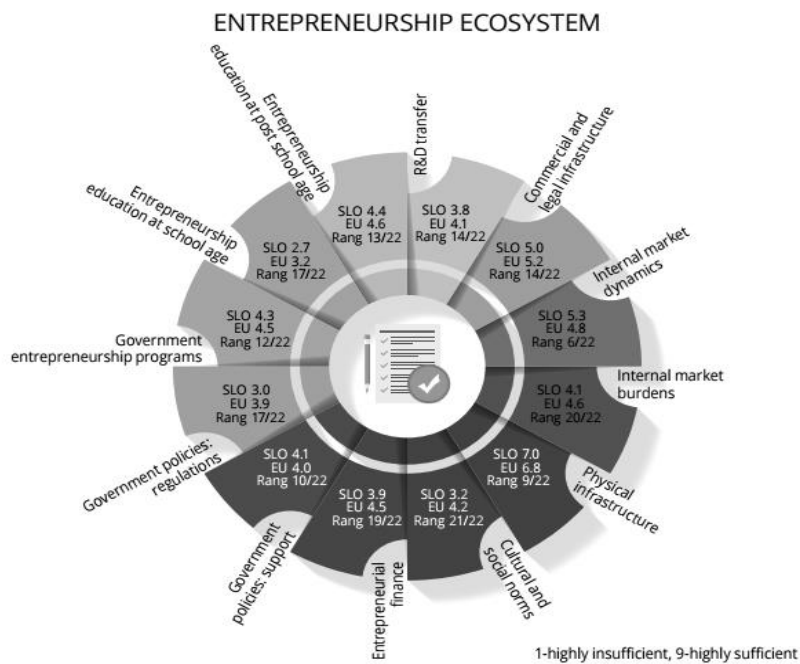 ENTREPRENEURSHIP ECOSYSTEM
Entrepreneurship
education at post school age
SLO 4.4
EU 4.6
Rang 13/22
R&D transfer
SLO 3.8
EU 4.1
Rang 14/22
Commercial and
legal infrastructure
SLO 5.0
EU 5.2
Rang 14/22
Internal market
dynamics
SLO 5.3
EU 4.8
Rang 6/22
Internal market
burdens
SLO 4.1
EU 4.6
Rang 20/22
Physical
infrastructure
SLO 7.0
EU 6.8
Rang 9/22
Cultural and
social norms
SLO 3.2
EU 4.2
Rang 21/22
Entrepreneurial
finance
SLO 3.9
EU 4.5
Rang 19/22
Government
policies: support
SLO 4.1
EU 4.0
Rang 10/22
Government policies:
regulations
SLO 3.0
EU 3.9
Rang 17/22
Government
entrepreneurship programs
SLO 4.3
EU 4.5
Rang 12/22
Entrepreneurship
education at school age
SLO 2.7
EU 3.2
Rang 17/22
1-highly insufficient, 9-highly sufficient